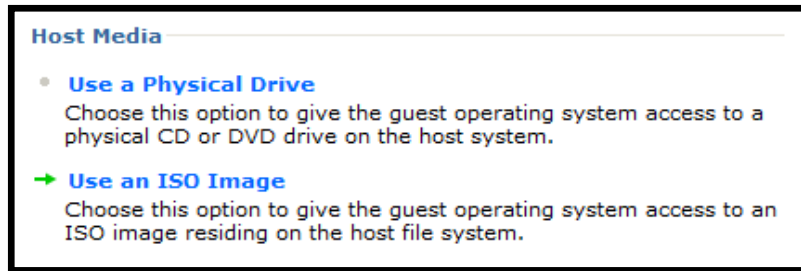 Host Media
Use a Physical Drive
Choose this option to give the guest operating system access to a
physical CD or DVD drive on the host system.
Use an ISO Image
Choose this option to give the guest operating system access to an
ISO image residing on the host file system.